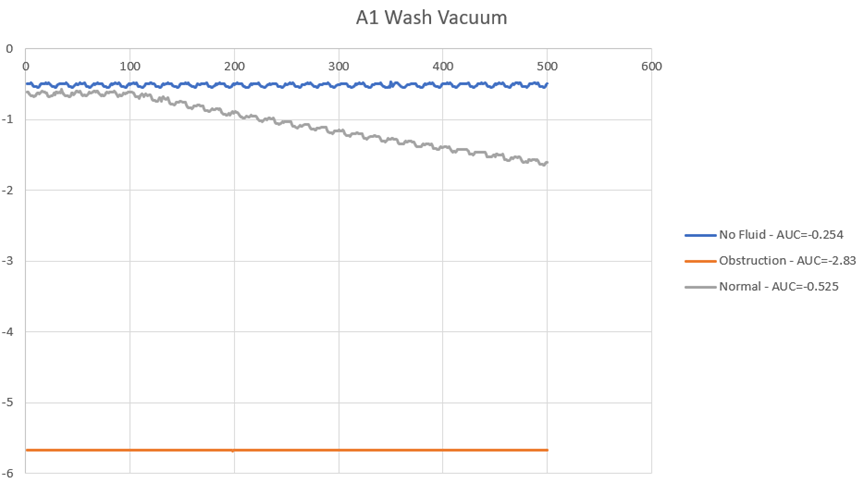 A1 Wash Vacuum
0
0 100 200 300 400 500 600
-1
-2
No Fluid - AUC=-0.254
-3
Obstruction - AUC=-2.83
Normal - AUC=-0.525
-4
-5
-6